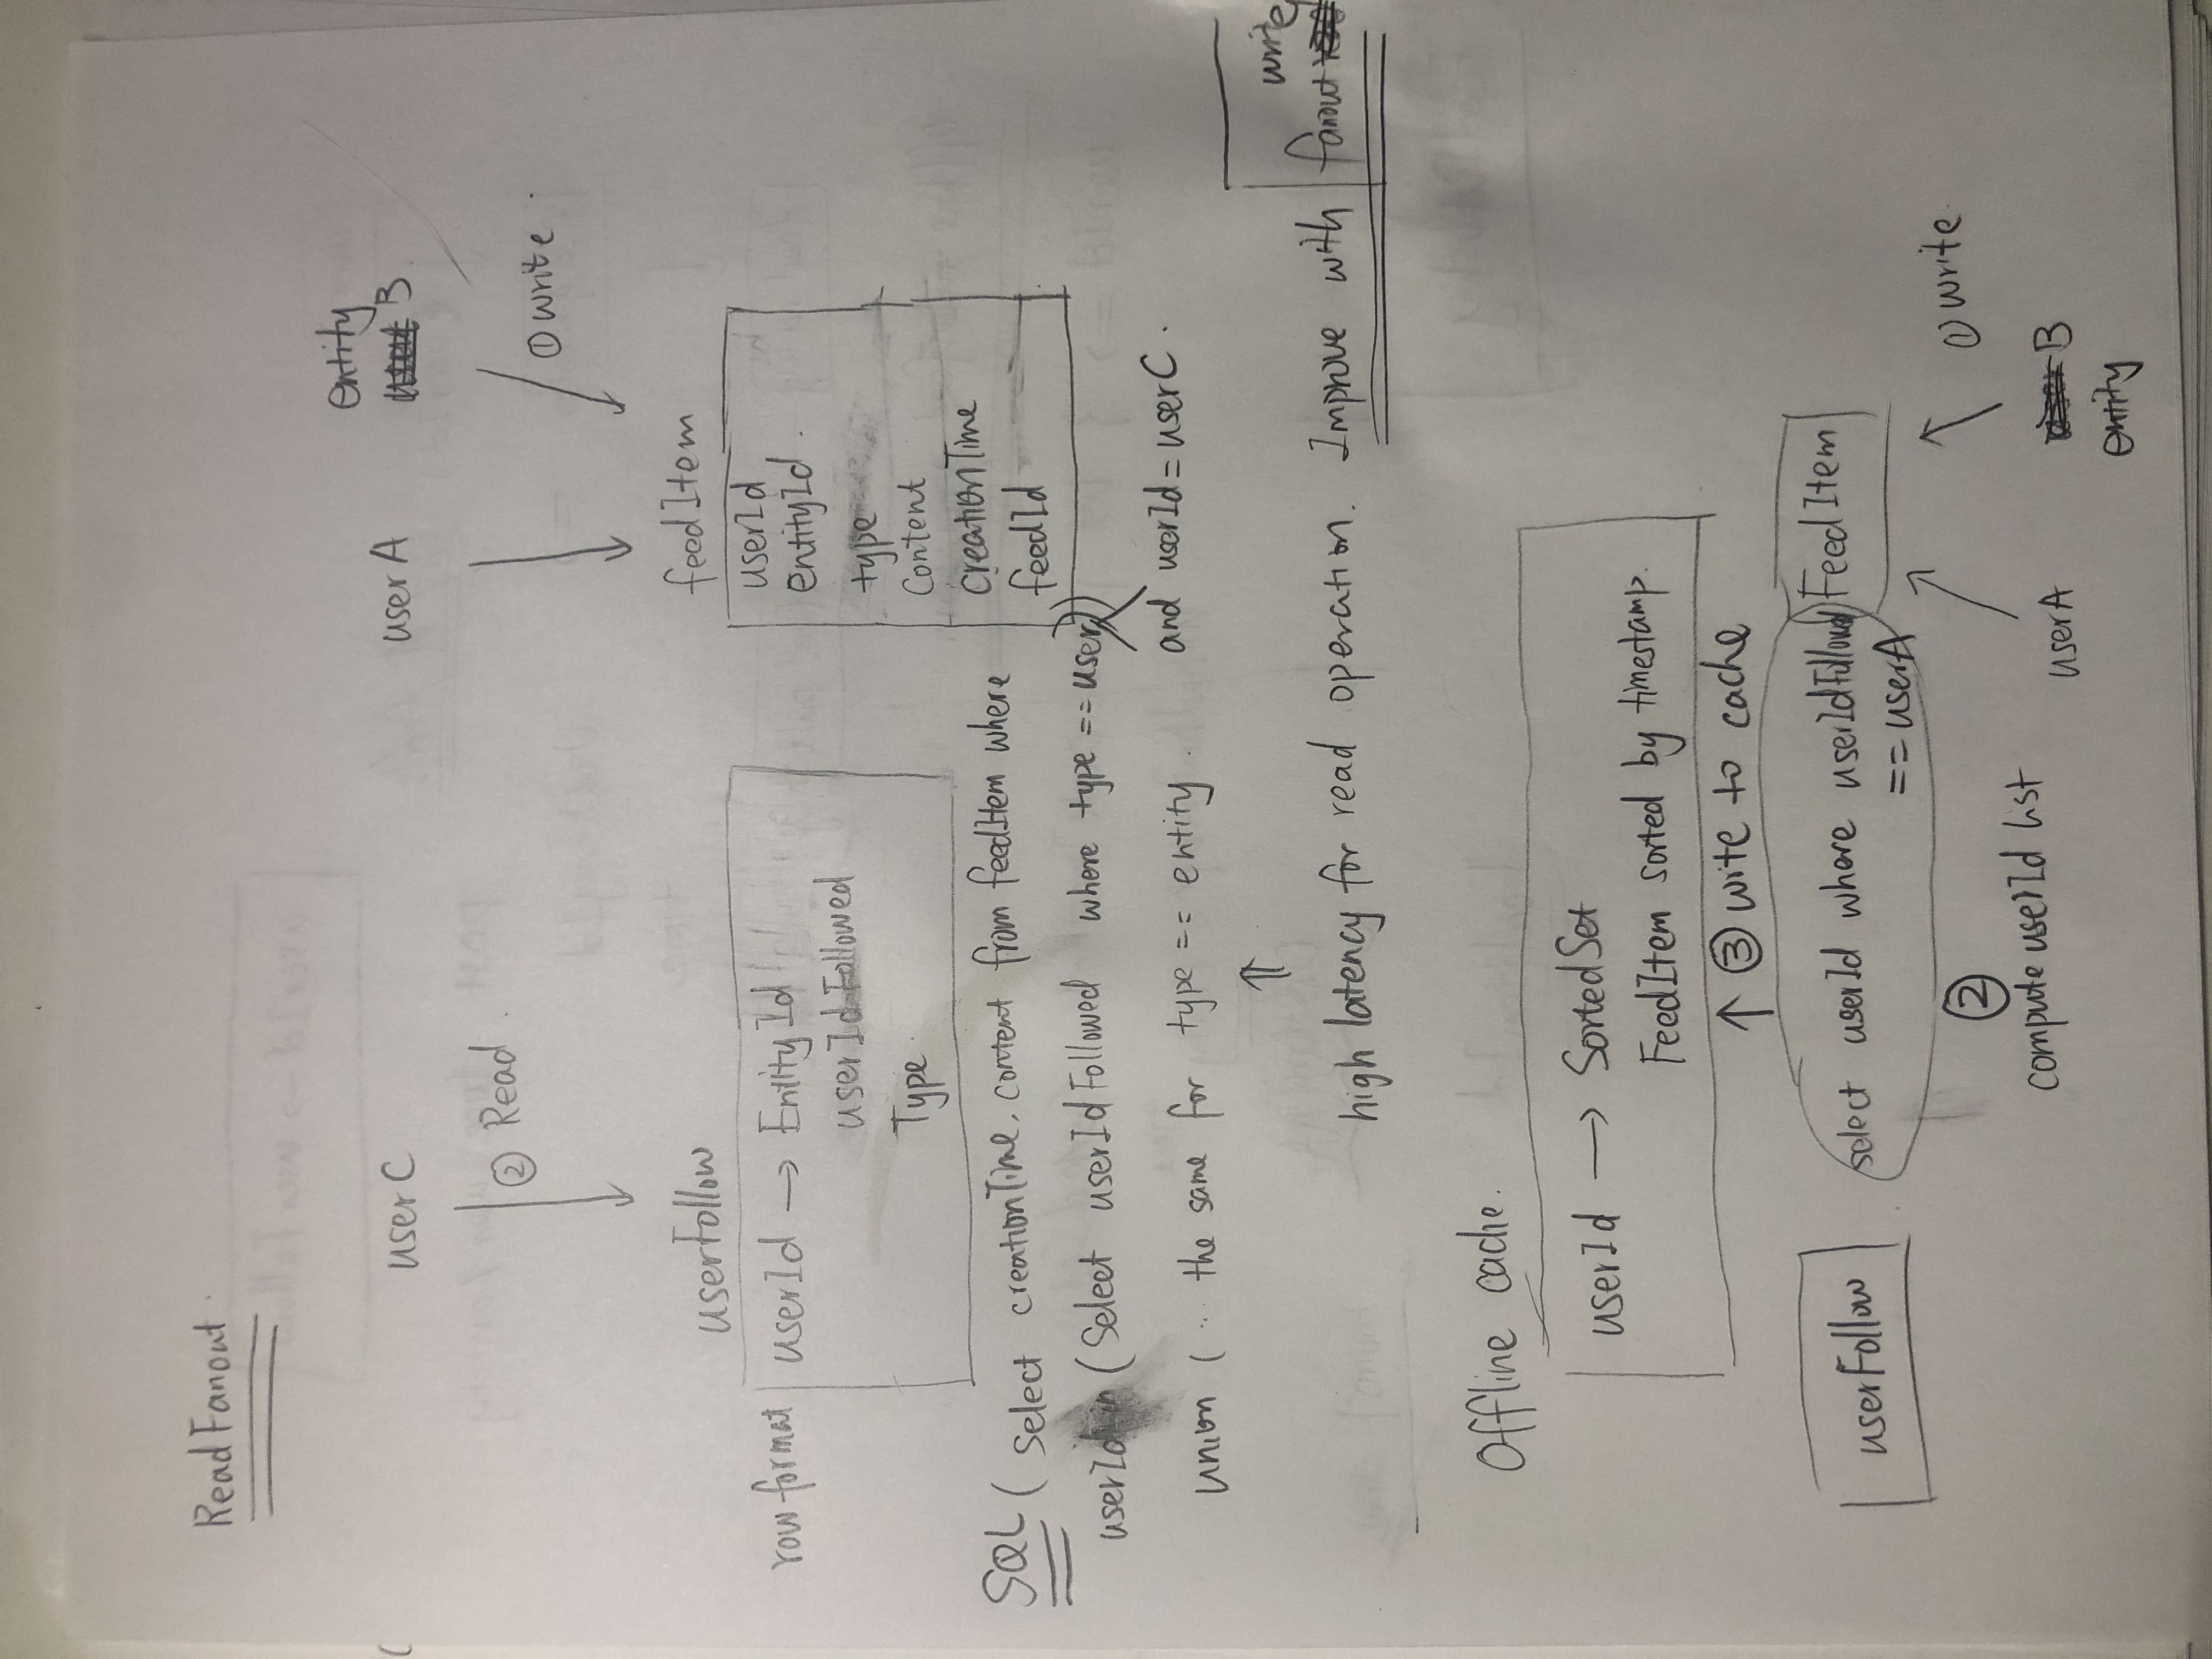 Read Fanout
entity
userC
userA
B
② Read
① write
userFollow
feedItem
row format
userId → EntityId
userIdFollowed
Type
userId
entityId
type
Content
creationTime
feedId
SQL ( Select creationTime, content from feedItem where
userId in (Select userIdFollowed where type == user))
and userId = userC.
union ( .. the same for type == entity.
high latency for read operation. Improve with
write
fanout
Offline cache.
userId → SortedSet
FeedItem sorted by timestamp.
③ write to cache
userFollow
select userId where userIdFollowed
== userA
FeedItem
②
compute userId list
① write
userA
B
entity